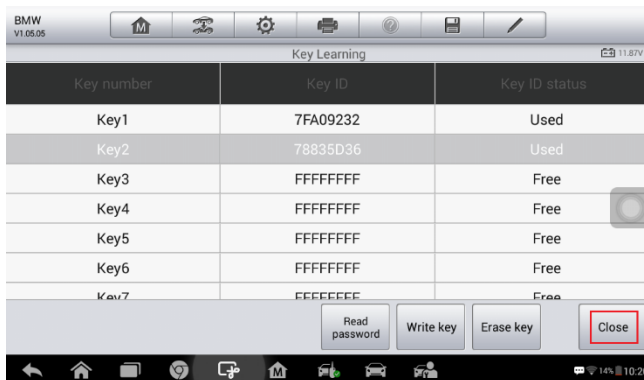 BMW
V1.05.05
Key Learning
11.87V
Key number Key ID Key ID status
Key1 7FA09232 Used
Key2 78835D36 Used
Key3 FFFFFFFF Free
Key4 FFFFFFFF Free
Key5 FFFFFFFF Free
Key6 FFFFFFFF Free
Key7 FFFFFFFF Free
Read
password
Write key Erase key Close
14% 10:2